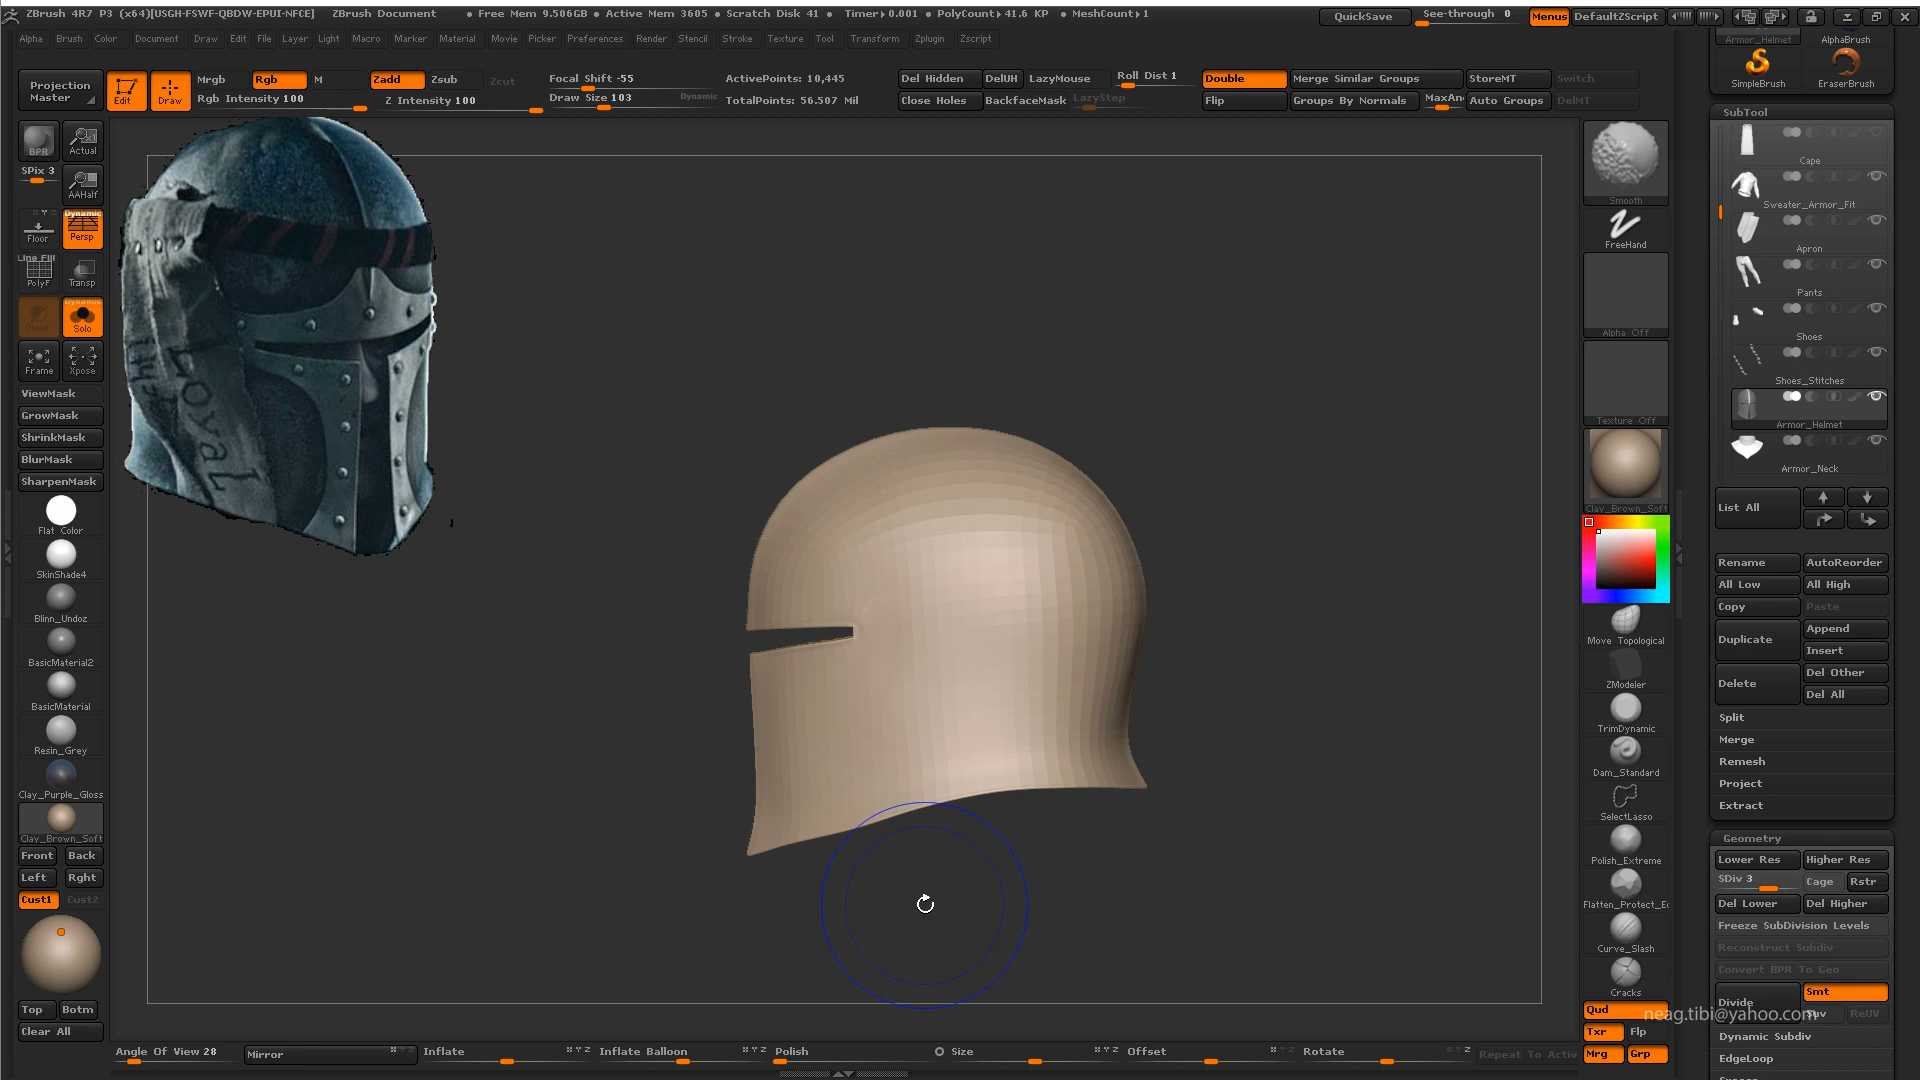 ZBrush 4R7 P3 (x64)[USGH-FSWF-QBDW-EPUI-NFCE] ZBrush Document • Free Mem 9.506GB • Active Mem 3605 • Scratch Disk 41 • Timer▸0.001 • PolyCount▸41.6 KP • MeshCount▸1 QuickSave See-through 0 Menus DefaultZScript
Alpha Brush Color Document Draw Edit File Layer Light Macro Marker Material Movie Picker Preferences Render Stencil Stroke Texture Tool Transform Zplugin Zscript
Projection Master
Edit
Draw
Mrgb Rgb M Zadd Zsub Zcut
Rgb Intensity 100 Z Intensity 100
Focal Shift -55
Draw Size 103 Dynamic
ActivePoints: 10,445
TotalPoints: 56.507 Mil
Del Hidden DelUH LazyMouse Roll Dist 1
Close Holes BackfaceMask LazyStep
Double Merge Similar Groups StoreMT Switch
Flip Groups By Normals MaxAn Auto Groups DelMT
BPR
Actual
SPix 3
AAHalf
Floor
Dynamic
Persp
Line Fill
PolyF
Transp
Ghost
Dynamic
Solo
Frame
Xpose
ViewMask
GrowMask
ShrinkMask
BlurMask
SharpenMask
Flat Color
SkinShade4
Blinn_Undoz
BasicMaterial2
BasicMaterial
Resin_Grey
Clay_Purple_Gloss
Clay_Brown_Soft
Front Back
Left Rght
Cust1 Cust2
Top Botm
Clear All
Loyal
Angle Of View 28 Mirror Inflate Inflate Balloon Polish Size Offset Rotate Repeat To Activ
Smooth
FreeHand
Alpha Off
Texture Off
Clay_Brown_Soft
Move Topological
ZModeler
TrimDynamic
Dam_Standard
SelectLasso
Polish_Extreme
Flatten_Protect_Ec
Curve_Slash
Cracks
Qud
Txr Flp
Mrg Grp
Armor_Helmet AlphaBrush
SimpleBrush EraserBrush
SubTool
Cape
Sweater_Armor_Fit
Apron
Pants
Shoes
Shoes_Stitches
Armor_Helmet
Armor_Neck
List All
Rename AutoReorder
All Low All High
Copy Paste
Duplicate Append
Insert
Delete Del Other
Del All
Split
Merge
Remesh
Project
Extract
Geometry
Lower Res Higher Res
SDiv 3 Cage Rstr
Del Lower Del Higher
Freeze SubDivision Levels
Reconstruct Subdiv
Convert BPR To Geo
Divide Smt
Suv ReUV
neag.tibi@yahoo.com
Dynamic Subdiv
EdgeLoop